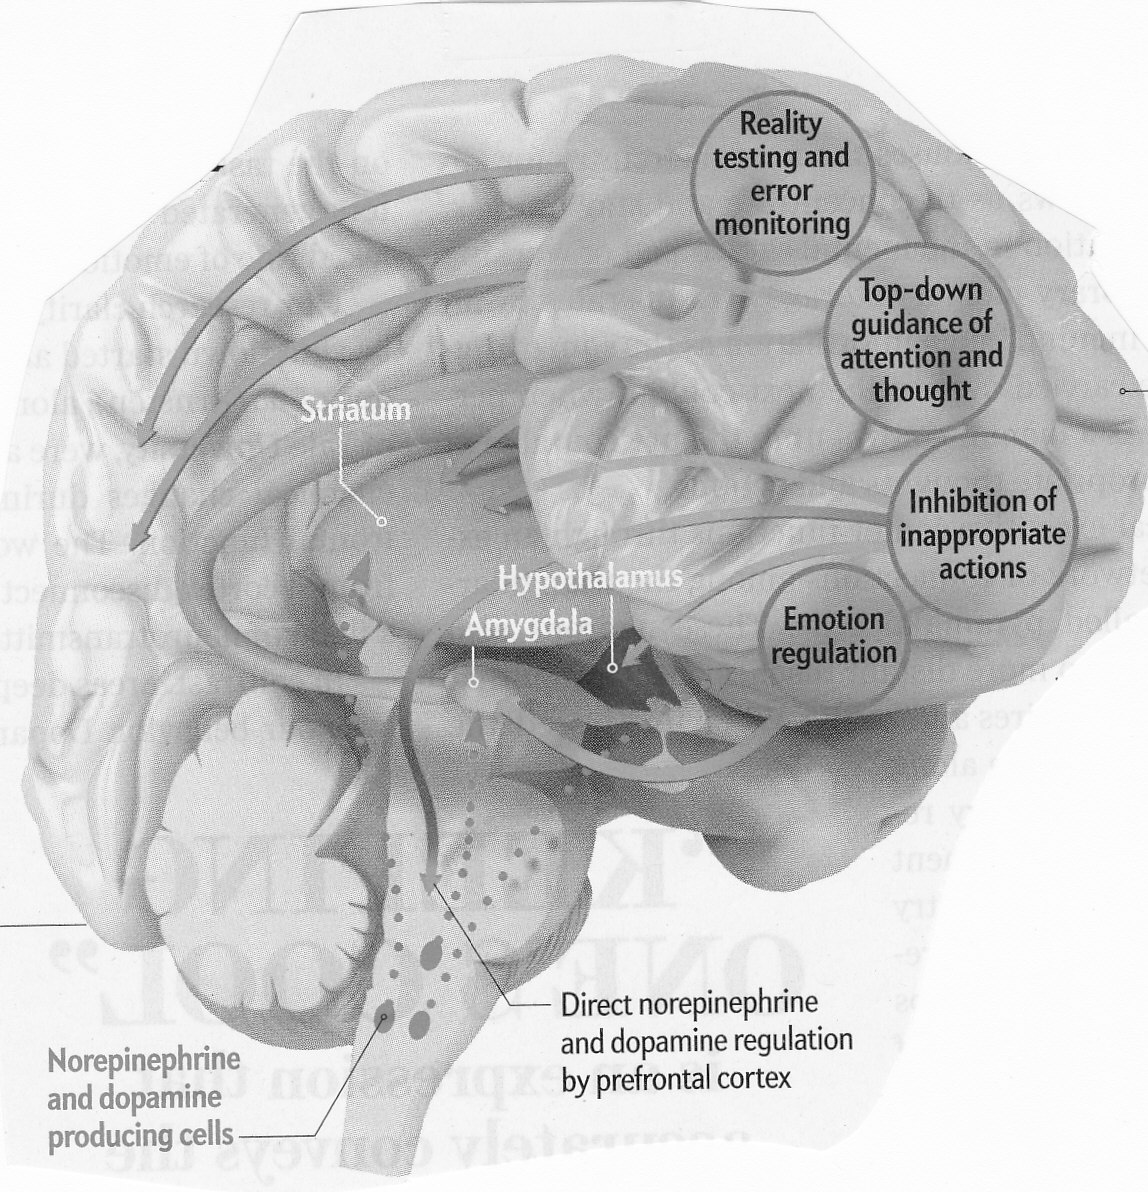 Reality
testing and
error
monitoring
Top-down
guidance of
attention and
thought
Striatum
Inhibition of
inappropriate
actions
Hypothalamus
Amygdala
Emotion
regulation
Direct norepinephrine
and dopamine regulation
by prefrontal cortex
Norepinephrine
and dopamine
producing cells